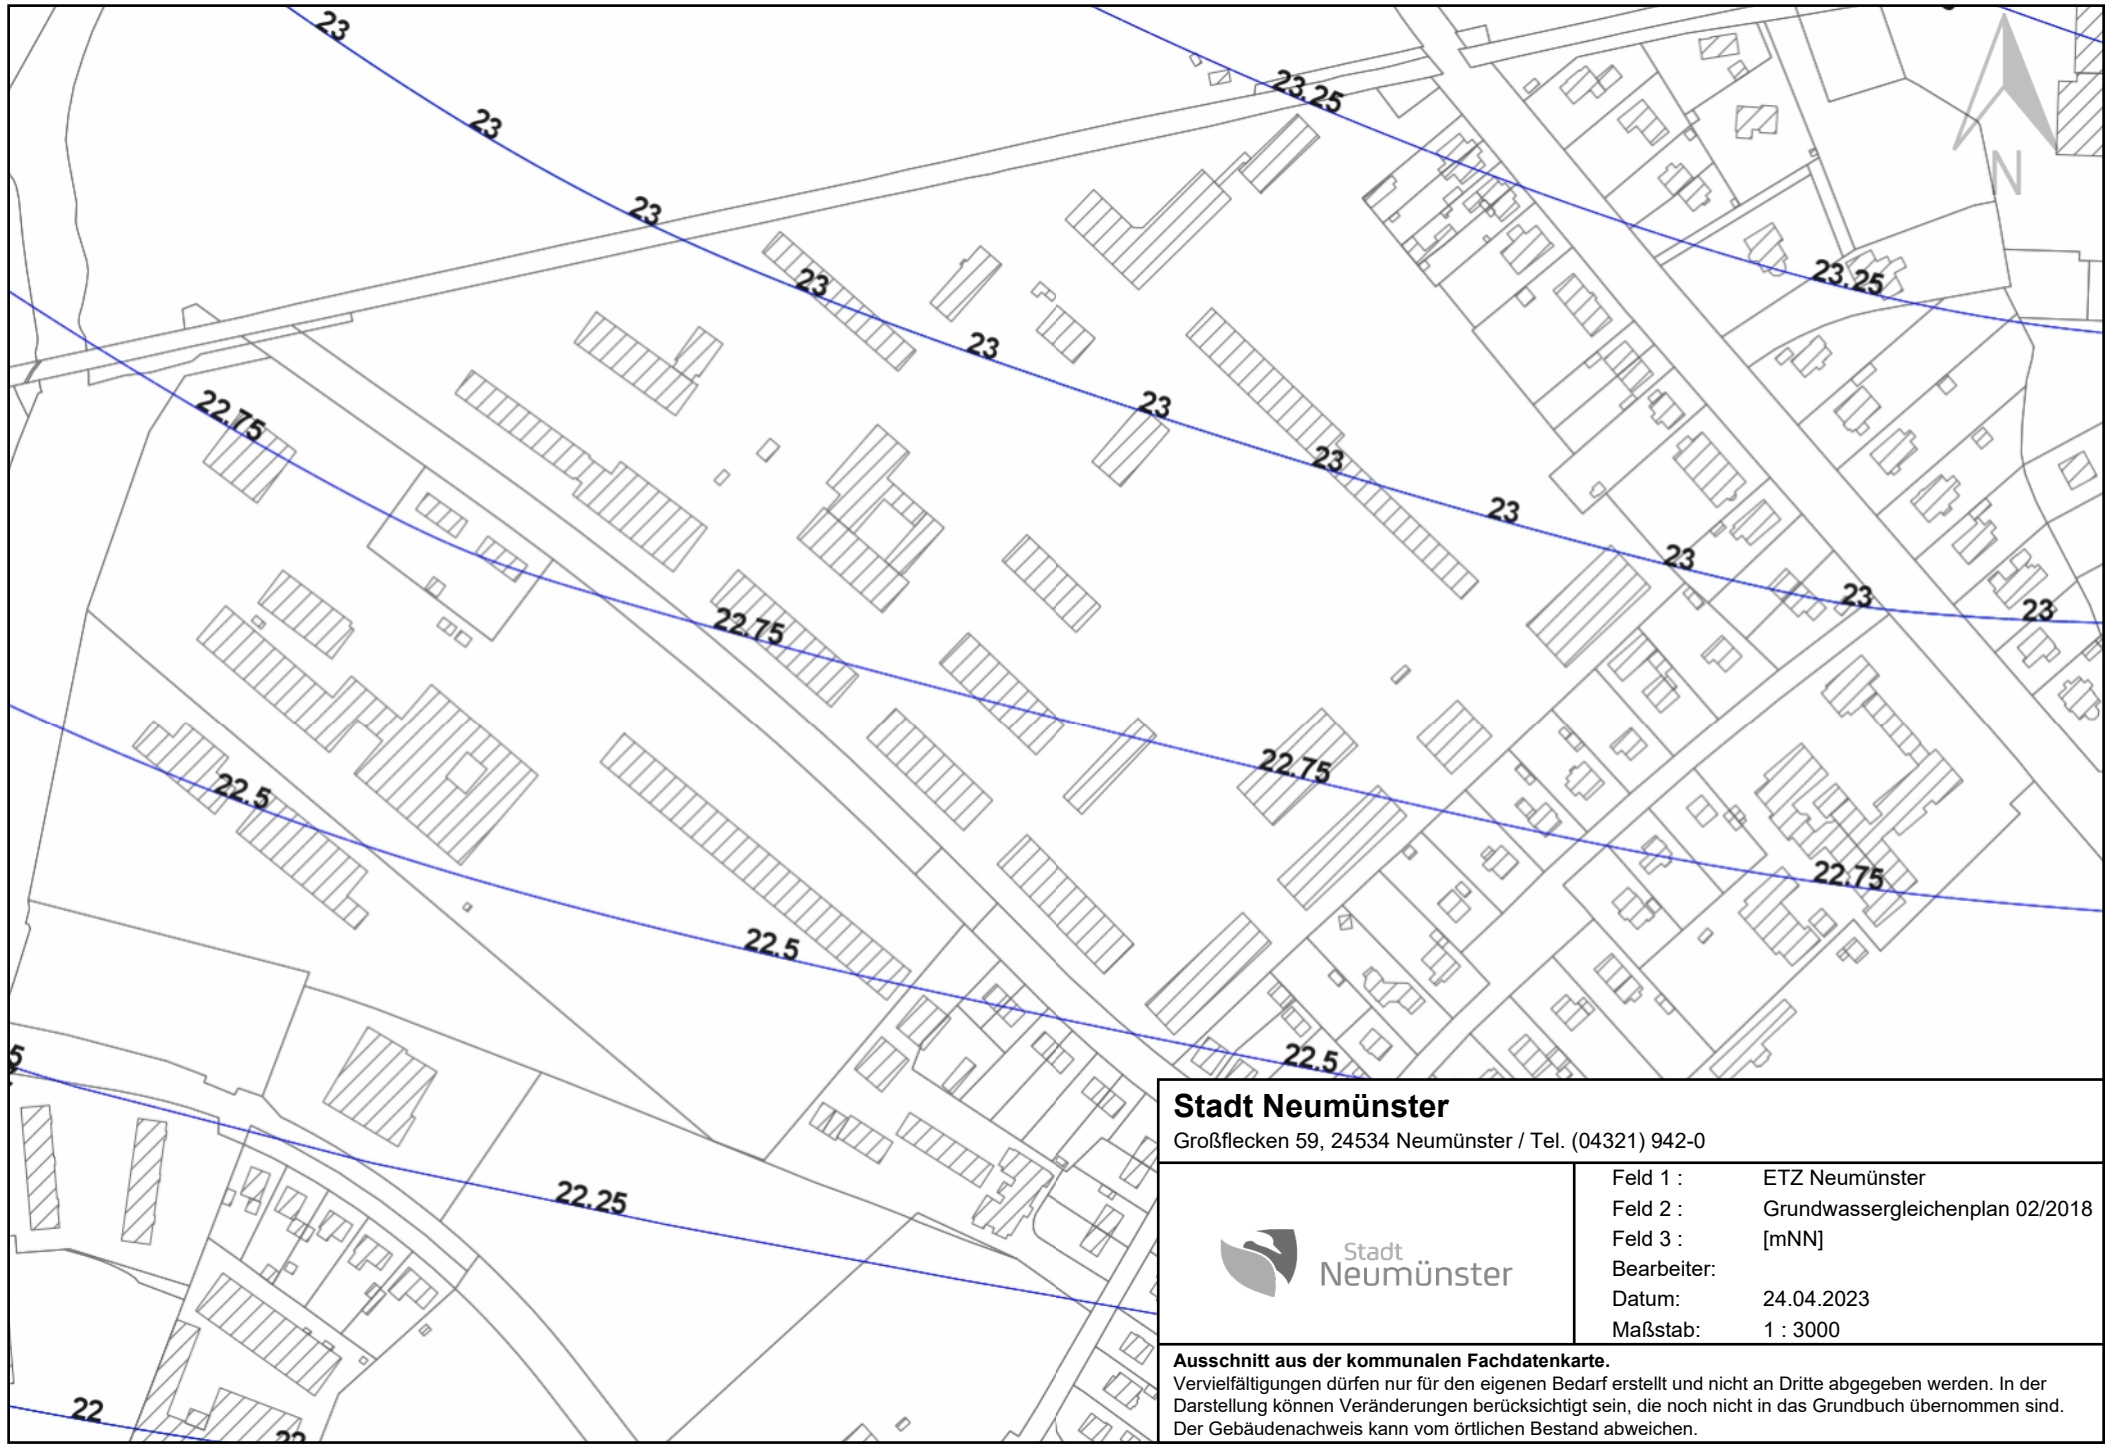 23
23
23
23
23
23
23
23
23
23
23
23.25
23.25
N
22.75
22.75
22.75
22.75
22.5
22.5
22.5
5
22.25
22
22
Stadt Neumünster
Großflecken 59, 24534 Neumünster / Tel. (04321) 942-0
Stadt
Neumünster
Feld 1 : ETZ Neumünster
Feld 2 : Grundwassergleichenplan 02/2018
Feld 3 : [mNN]
Bearbeiter:
Datum: 24.04.2023
Maßstab: 1 : 3000
Ausschnitt aus der kommunalen Fachdatenkarte.
Vervielfältigungen dürfen nur für den eigenen Bedarf erstellt und nicht an Dritte abgegeben werden. In der
Darstellung können Veränderungen berücksichtigt sein, die noch nicht in das Grundbuch übernommen sind.
Der Gebäudenachweis kann vom örtlichen Bestand abweichen.